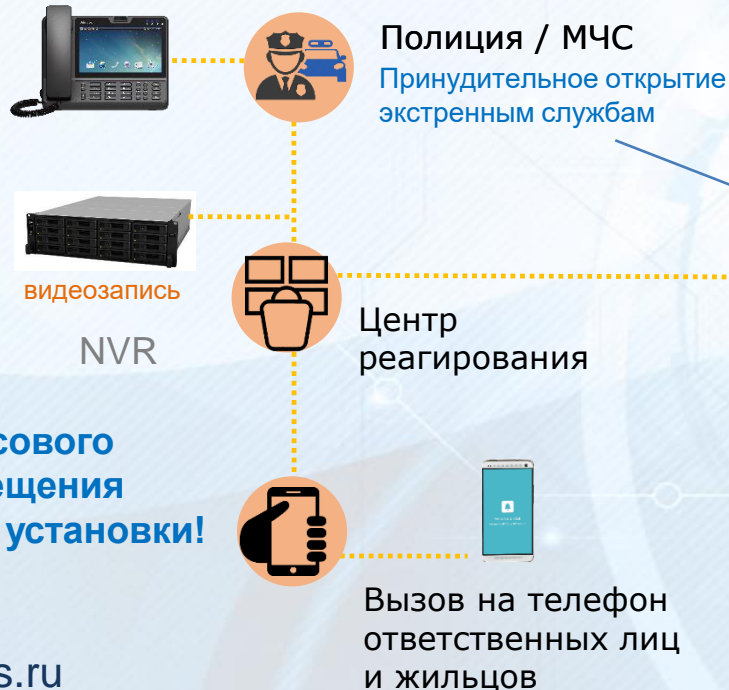 Полиция / МЧС
Принудительное открытие
экстренным службам
видеозапись
NVR
Центр
реагирования
сового
ещения
установки!
Вызов на телефон
ответственных лиц
и жильцов
s.ru